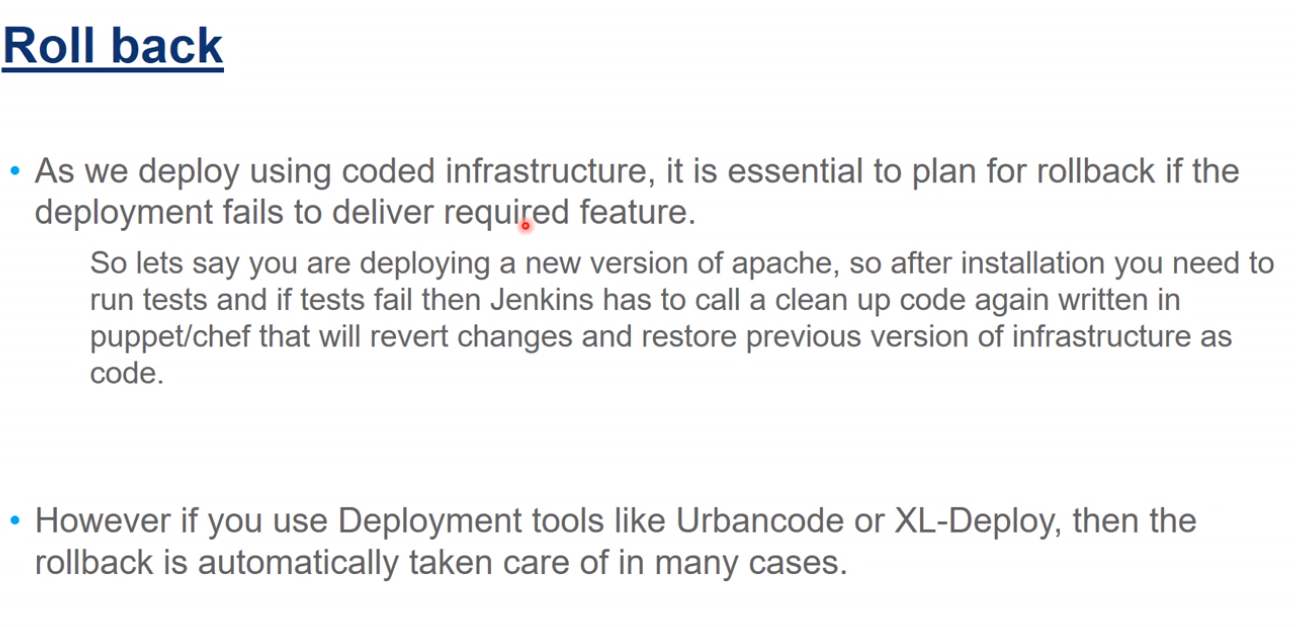 Roll back
• As we deploy using coded infrastructure, it is essential to plan for rollback if the
deployment fails to deliver required feature.
So lets say you are deploying a new version of apache, so after installation you need to
run tests and if tests fail then Jenkins has to call a clean up code again written in
puppet/chef that will revert changes and restore previous version of infrastructure as
code.
• However if you use Deployment tools like Urbancode or XL-Deploy, then the
rollback is automatically taken care of in many cases.